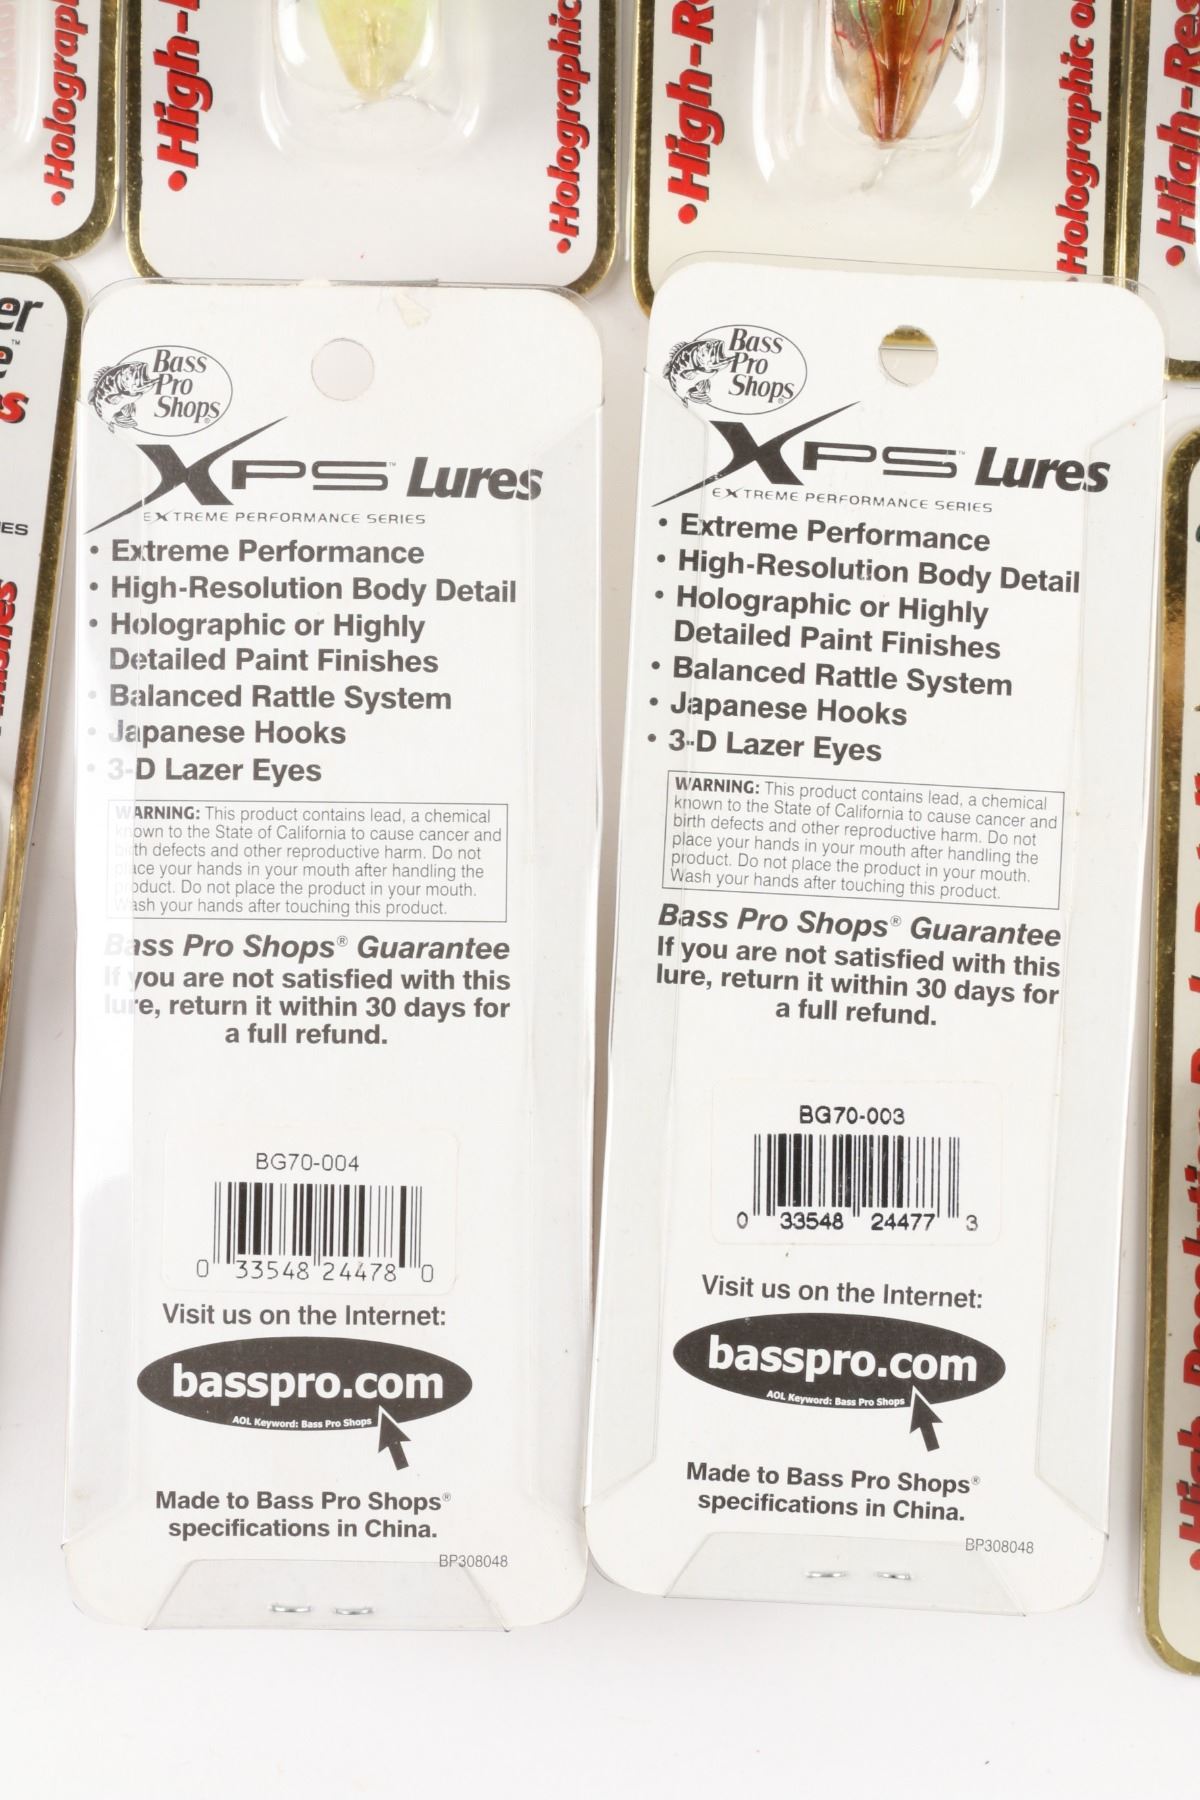 •Holographic
•High-
•Holographic
•High-R
•Holographic o
•High-Res
er
e™
s
ES
Bass
Pro
Shops®
XPS™ Lures
EXTREME PERFORMANCE SERIES
• Extreme Performance
• High-Resolution Body Detail
• Holographic or Highly
Detailed Paint Finishes
• Balanced Rattle System
• Japanese Hooks
• 3-D Lazer Eyes
WARNING: This product contains lead, a chemical
known to the State of California to cause cancer and
birth defects and other reproductive harm. Do not
place your hands in your mouth after handling the
product. Do not place the product in your mouth.
Wash your hands after touching this product.
Bass Pro Shops® Guarantee
If you are not satisfied with this
lure, return it within 30 days for
a full refund.
BG70-004
0 33548 24478 0
Visit us on the Internet:
basspro.com
AOL Keyword: Bass Pro Shops
Made to Bass Pro Shops®
specifications in China.
BP308048
Bass
Pro
Shops®
XPS™ Lures
EXTREME PERFORMANCE SERIES
• Extreme Performance
• High-Resolution Body Detail
• Holographic or Highly
Detailed Paint Finishes
• Balanced Rattle System
• Japanese Hooks
• 3-D Lazer Eyes
WARNING: This product contains lead, a chemical
known to the State of California to cause cancer and
birth defects and other reproductive harm. Do not
place your hands in your mouth after handling the
product. Do not place the product in your mouth.
Wash your hands after touching this product.
Bass Pro Shops® Guarantee
If you are not satisfied with this
lure, return it within 30 days for
a full refund.
BG70-003
0 33548 24477 3
Visit us on the Internet:
basspro.com
AOL Keyword: Bass Pro Shops
Made to Bass Pro Shops®
specifications in China.
BP308048